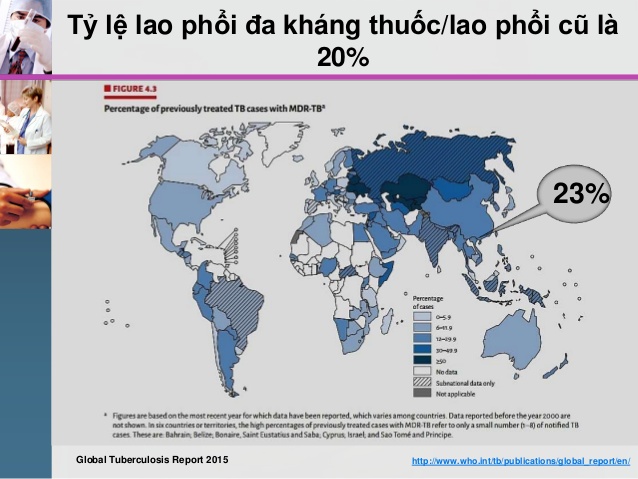 Tỷ lệ lao phổi đa kháng thuốc/lao phổi cũ là
20%
FIGURE 4.3
Percentage of previously treated TB cases with MDR-TBª
23%
Percentage
of cases
0–5.9
6–11.9
12–29.9
30–49.9
≥50
No data
Subnational data only
Not applicable
ª Figures are based on the most recent year for which data have been reported, which varies among countries. Data reported before the year 2000 are
not shown. In six countries or territories, the high percentages of previously treated cases with MDR-TB refer to only a small number (1–8) of notified TB
cases. These are: Bahrain; Belize; Bonaire, Saint Eustatius and Saba; Cyprus; Israel; and Sao Tomé and Principe.
Global Tuberculosis Report 2015
http://www.who.int/tb/publications/global_report/en/